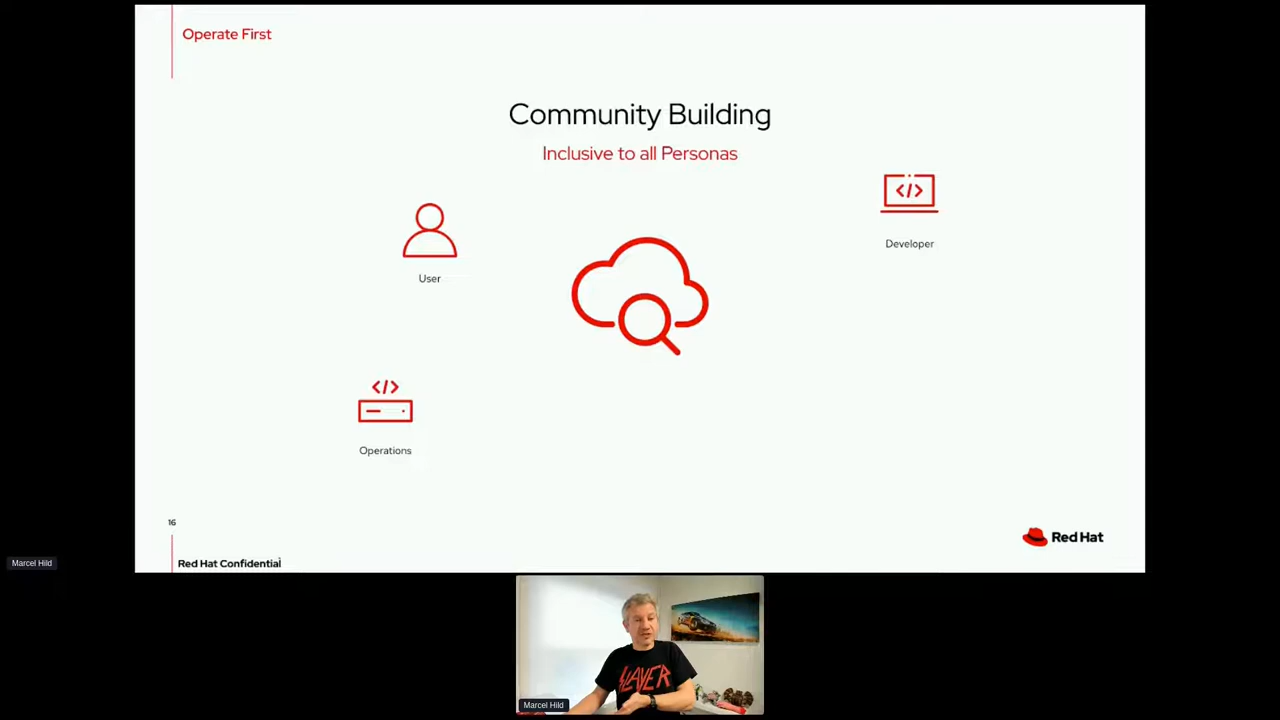 Operate First
Community Building
Inclusive to all Personas
</>
Developer
User
</>
Operations
16
Red Hat
Red Hat Confidential
Marcel Hild
SLAYER
Marcel Hild